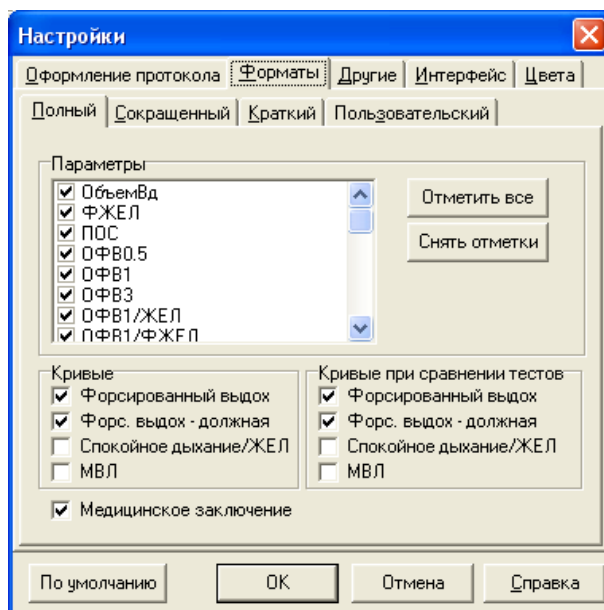 Настройки
Оформление протокола Форматы Другие Интерфейс Цвета
Полный Сокращенный Краткий Пользовательский
Параметры
ОбъемВд
ФЖЕЛ
ПОС
ОФВ0.5
ОФВ1
ОФВ3
ОФВ1/ЖЕЛ
ОФВ1/ФЖЕЛ
Отметить все
Снять отметки
Кривые
Форсированный выдох
Форс. выдох - должная
Спокойное дыхание/ЖЕЛ
МВЛ
Кривые при сравнении тестов
Форсированный выдох
Форс. выдох - должная
Спокойное дыхание/ЖЕЛ
МВЛ
Медицинское заключение
По умолчанию OK Отмена Справка